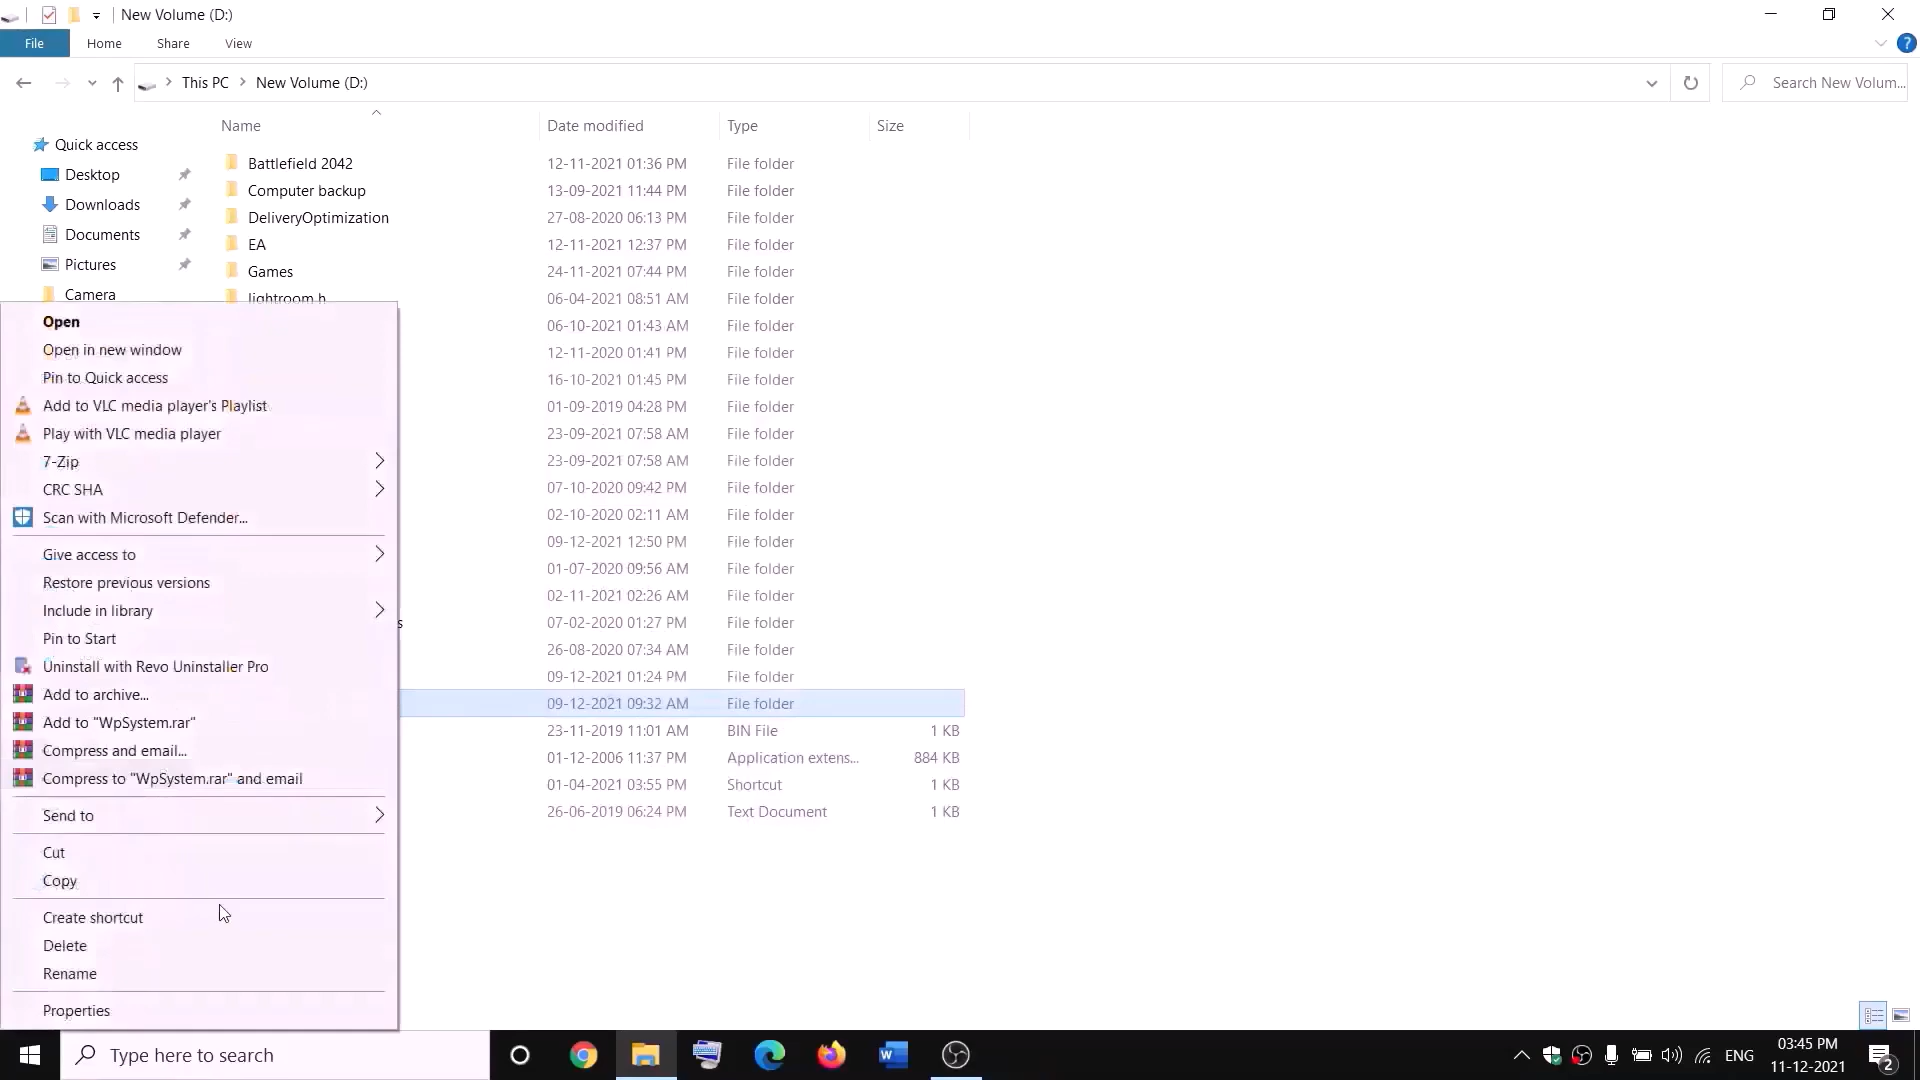 New Volume (D:)
File Home Share View
This PC New Volume (D:) Search New Volum...
Name Date modified Type Size
Quick access
Desktop
Downloads
Documents
Pictures
Camera
Battlefield 2042 12-11-2021 01:36 PM File folder
Computer backup 13-09-2021 11:44 PM File folder
DeliveryOptimization 27-08-2020 06:13 PM File folder
EA 12-11-2021 12:37 PM File folder
Games 24-11-2021 07:44 PM File folder
lightroom h 06-04-2021 08:51 AM File folder
06-10-2021 01:43 AM File folder
12-11-2020 01:41 PM File folder
16-10-2021 01:45 PM File folder
01-09-2019 04:28 PM File folder
23-09-2021 07:58 AM File folder
23-09-2021 07:58 AM File folder
07-10-2020 09:42 PM File folder
02-10-2020 02:11 AM File folder
09-12-2021 12:50 PM File folder
01-07-2020 09:56 AM File folder
02-11-2021 02:26 AM File folder
s 07-02-2020 01:27 PM File folder
26-08-2020 07:34 AM File folder
09-12-2021 01:24 PM File folder
09-12-2021 09:32 AM File folder
23-11-2019 11:01 AM BIN File 1 KB
01-12-2006 11:37 PM Application extens... 884 KB
01-04-2021 03:55 PM Shortcut 1 KB
26-06-2019 06:24 PM Text Document 1 KB
Open
Open in new window
Pin to Quick access
Add to VLC media player's Playlist
Play with VLC media player
7-Zip
CRC SHA
Scan with Microsoft Defender...
Give access to
Restore previous versions
Include in library
Pin to Start
Uninstall with Revo Uninstaller Pro
Add to archive...
Add to "WpSystem.rar"
Compress and email...
Compress to "WpSystem.rar" and email
Send to
Cut
Copy
Create shortcut
Delete
Rename
Properties
Type here to search
ENG
03:45 PM
11-12-2021
2